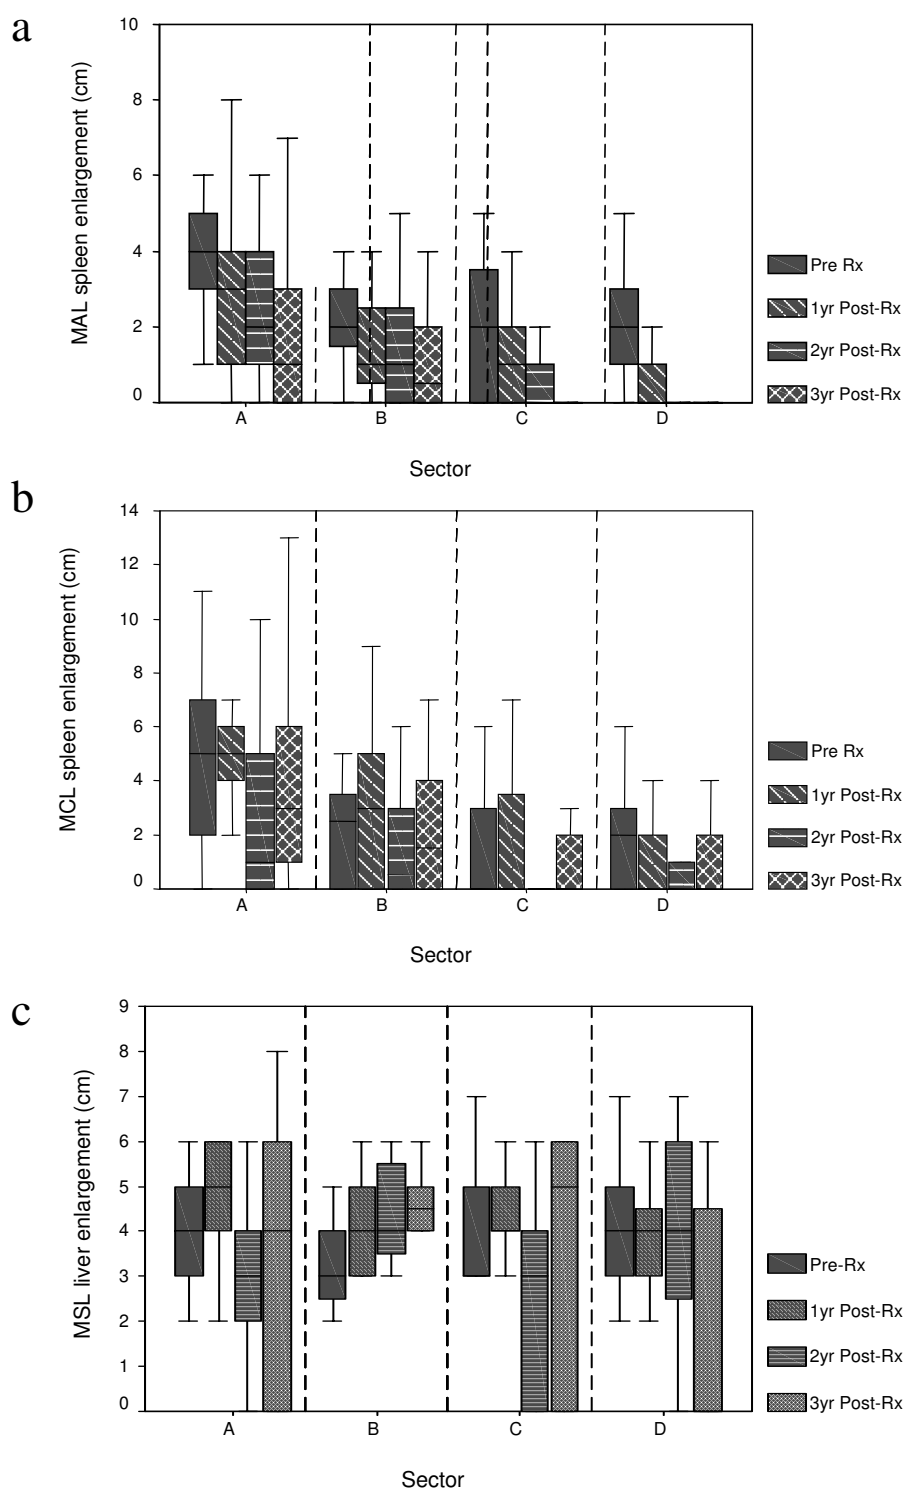 a
MAL spleen enlargement (cm)
10
8
6
4
2
0
A
B
C
D
Sector
Pre Rx
1yr Post-Rx
2yr Post-Rx
3yr Post-Rx
b
MCL spleen enlargement (cm)
14
12
10
8
6
4
2
0
A
B
C
D
Sector
Pre Rx
1yr Post-Rx
2yr Post-Rx
3yr Post-Rx
c
MSL liver enlargement (cm)
9
8
7
6
5
4
3
2
1
0
A
B
C
D
Sector
Pre-Rx
1yr Post-Rx
2yr Post-Rx
3yr Post-Rx